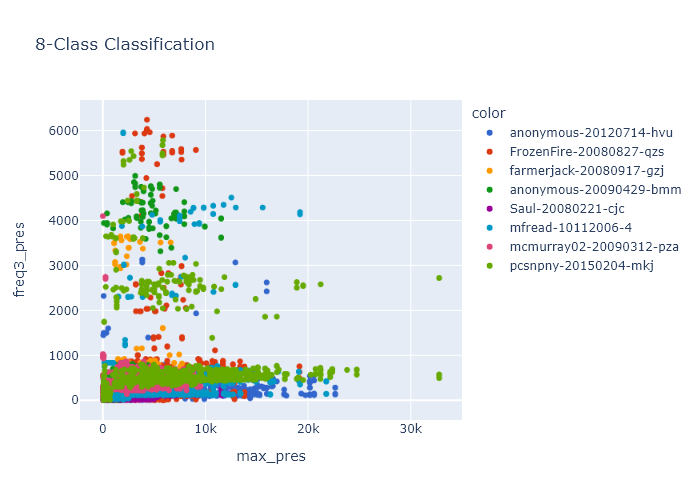 8-Class Classification
freq3_pres
6000
5000
4000
3000
2000
1000
0
0
10k
20k
30k
max_pres
color
anonymous-20120714-hvu
FrozenFire-20080827-qzs
farmerjack-20080917-gzj
anonymous-20090429-bmm
Saul-20080221-cjc
mfread-10112006-4
mcmurray02-20090312-pza
pcsnpny-20150204-mkj